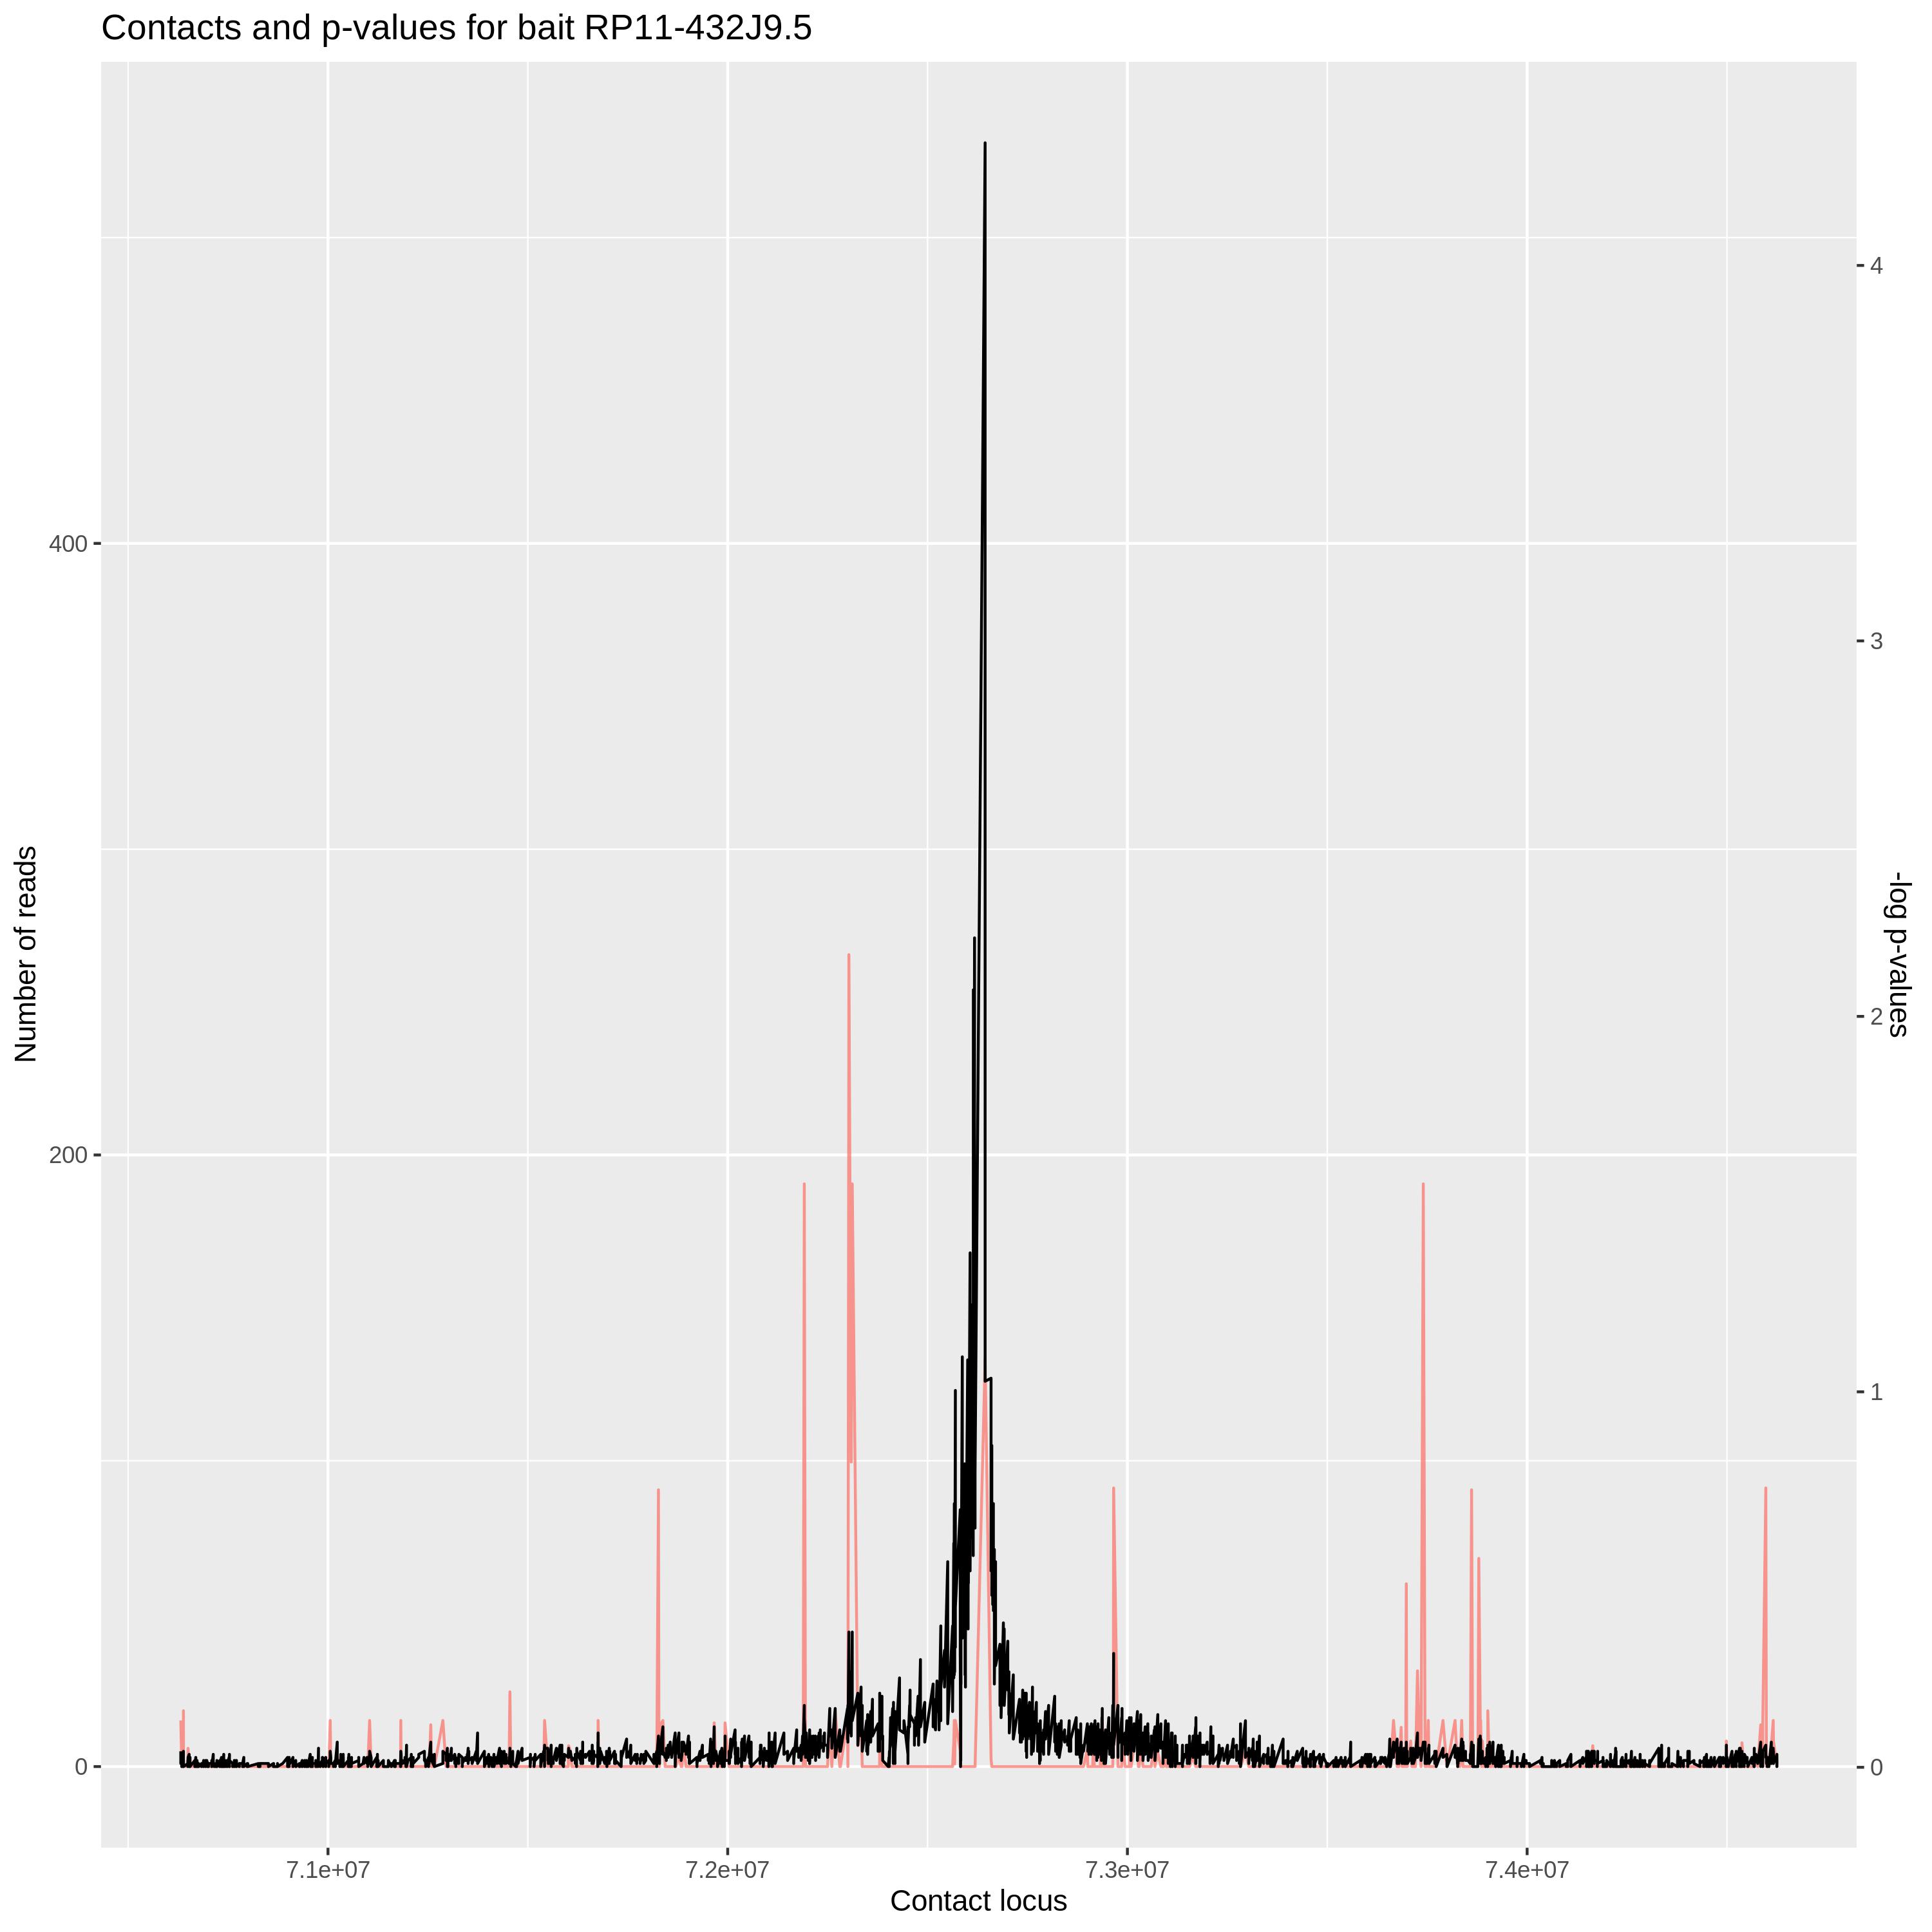 Contacts and p-values for bait RP11-432J9.5
Number of reads
400
200
0
4
3
2
1
0
-log p-values
7.1e+07
7.2e+07
7.3e+07
7.4e+07
Contact locus